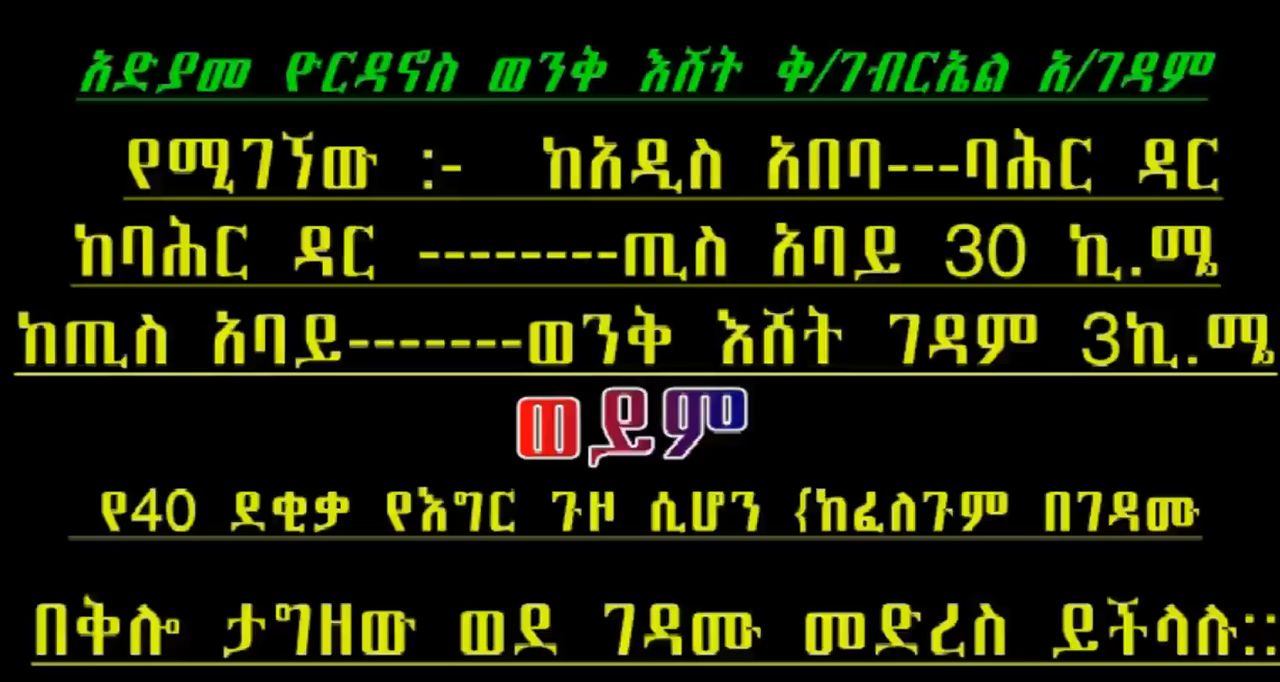 አድያመ ዮርዳኖስ ወንቅ እሸት ቅ/ገብርኤል አ/ገዳም
የሚገኘው :- ከአዲስ አበባ---ባሕር ዳር
ከባሕር ዳር --------ጢስ አባይ 30 ኪ.ሜ
ከጢስ አባይ-------ወንቅ እሸት ገዳም 3ኪ.ሜ
ወይም
የ40 ደቂቃ የእግር ጉዞ ሲሆን {ከፈለጉም በገዳሙ
በቅሎ ታግዘው ወደ ገዳሙ መድረስ ይችላሉ::